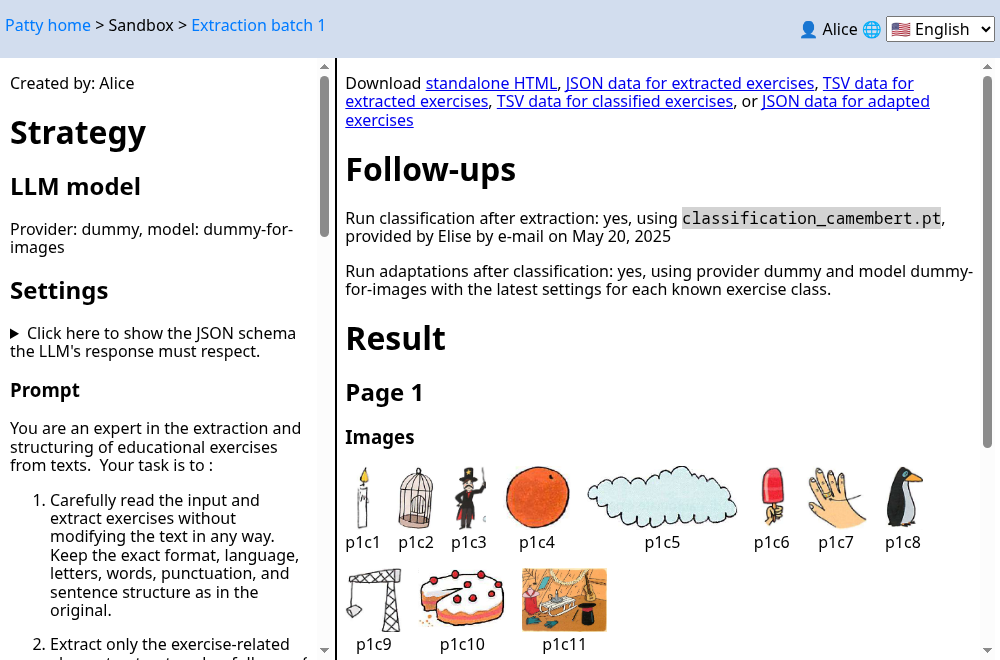 Patty home > Sandbox > Extraction batch 1
👤 Alice 🌐 🇺🇸 English
Created by: Alice
Strategy
LLM model
Provider: dummy, model: dummy-for-
images
Settings
▶ Click here to show the JSON schema
the LLM's response must respect.
Prompt
You are an expert in the extraction and
structuring of educational exercises
from texts.  Your task is to :
1. Carefully read the input and
extract exercises without
modifying the text in any way.
Keep the exact format, language,
letters, words, punctuation, and
sentence structure as in the
original.
2. Extract only the exercise-related
Download standalone HTML, JSON data for extracted exercises, TSV data for
extracted exercises, TSV data for classified exercises, or JSON data for adapted
exercises
Follow-ups
Run classification after extraction: yes, using classification_camembert.pt,
provided by Elise by e-mail on May 20, 2025
Run adaptations after classification: yes, using provider dummy and model dummy-
for-images with the latest settings for each known exercise class.
Result
Page 1
Images
p1c1 p1c2 p1c3 p1c4 p1c5 p1c6 p1c7 p1c8
p1c9 p1c10 p1c11